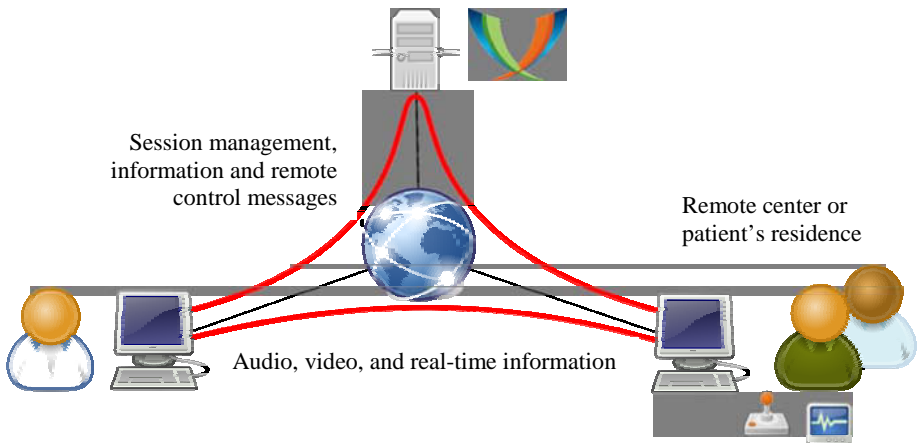 Session management,
information and remote
control messages
Remote center or
patient's residence
Audio, video, and real-time information